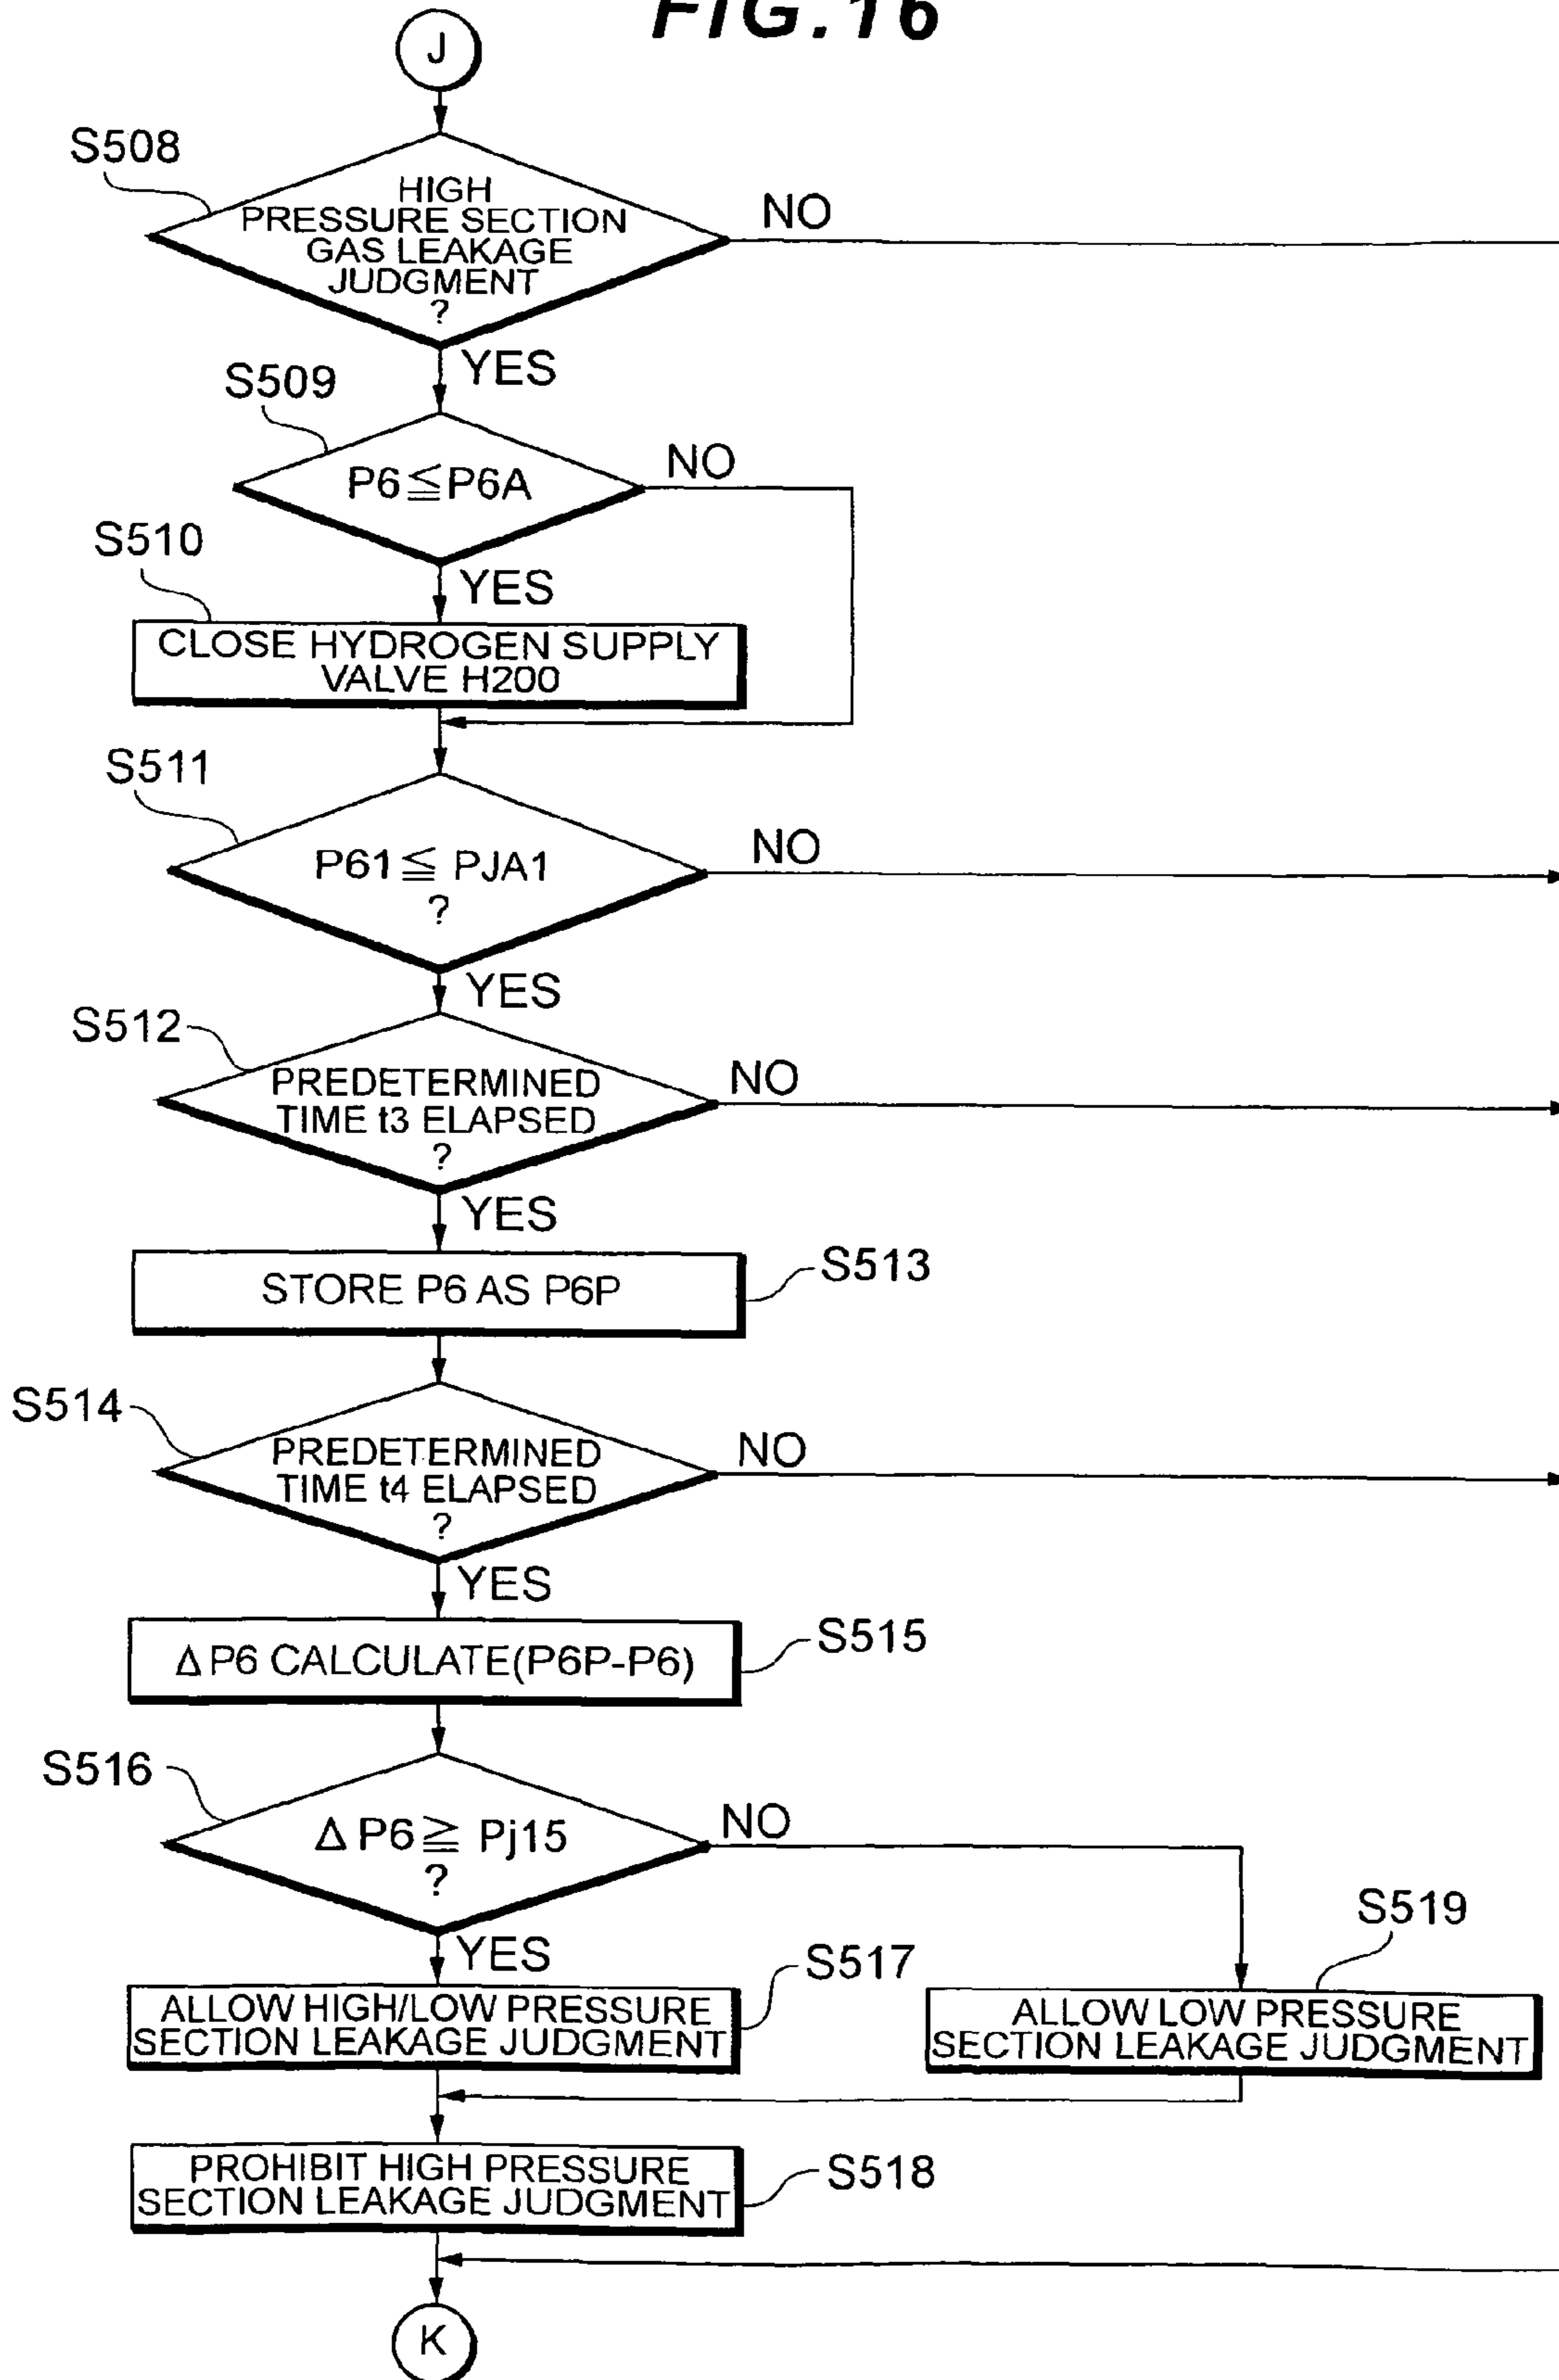 FIG.16
J
S508
HIGH
PRESSURE SECTION
GAS LEAKAGE
JUDGMENT
?
NO
YES
S509
P6≦P6A
NO
YES
S510
CLOSE HYDROGEN SUPPLY
VALVE H200
S511
P61≦ PJA1
?
NO
YES
S512
PREDETERMINED
TIME t3 ELAPSED
?
NO
YES
STORE P6 AS P6P
S513
S514
PREDETERMINED
TIME t4 ELAPSED
?
NO
YES
Δ P6 CALCULATE(P6P-P6)
S515
S516
Δ P6≧ Pj15
?
NO
YES
S517
ALLOW HIGH/LOW PRESSURE
SECTION LEAKAGE JUDGMENT
S519
ALLOW LOW PRESSURE
SECTION LEAKAGE JUDGMENT
PROHIBIT HIGH PRESSURE
SECTION LEAKAGE JUDGMENT
S518
K